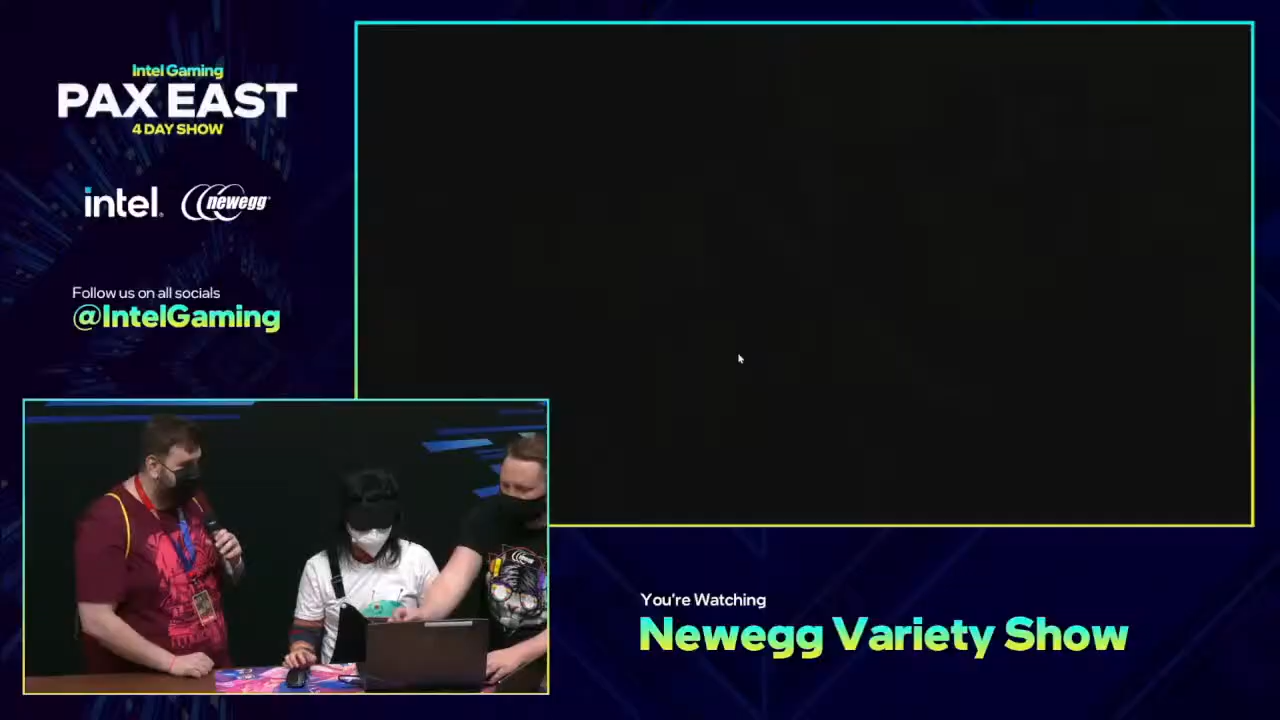 Intel Gaming
PAX EAST
4 DAY SHOW
intel.
newegg
Follow us on all socials
@IntelGaming
You're Watching
Newegg Variety Show